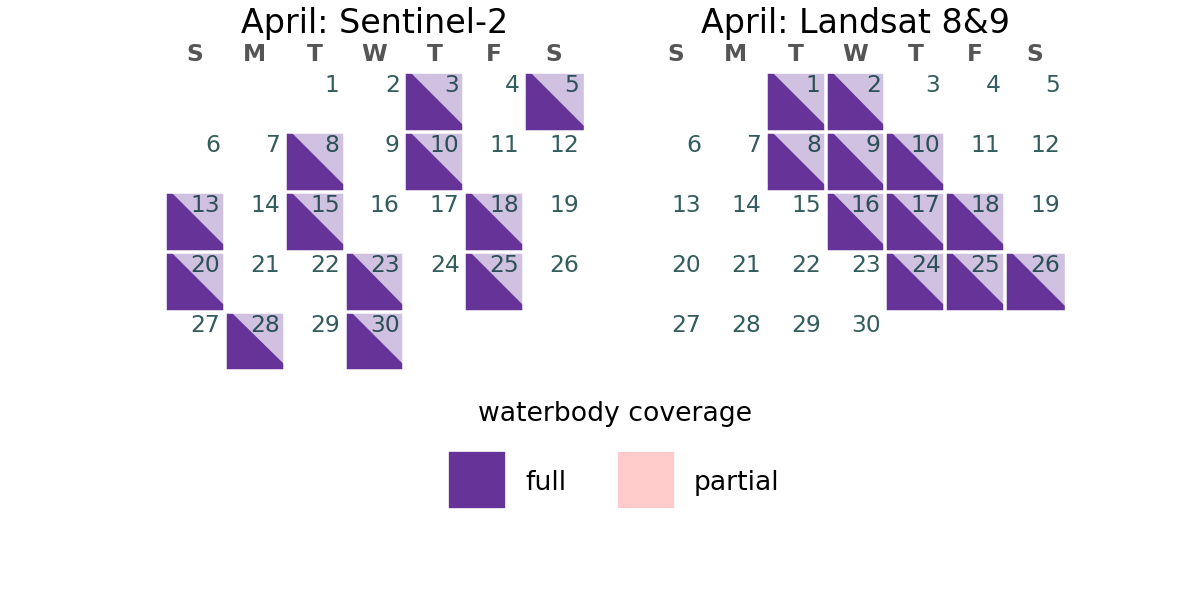 April: Sentinel-2
S M T W T F S
1 2 3 4 5
6 7 8 9 10 11 12
13 14 15 16 17 18 19
20 21 22 23 24 25 26
27 28 29 30
April: Landsat 8&9
S M T W T F S
1 2 3 4 5
6 7 8 9 10 11 12
13 14 15 16 17 18 19
20 21 22 23 24 25 26
27 28 29 30
waterbody coverage
full partial